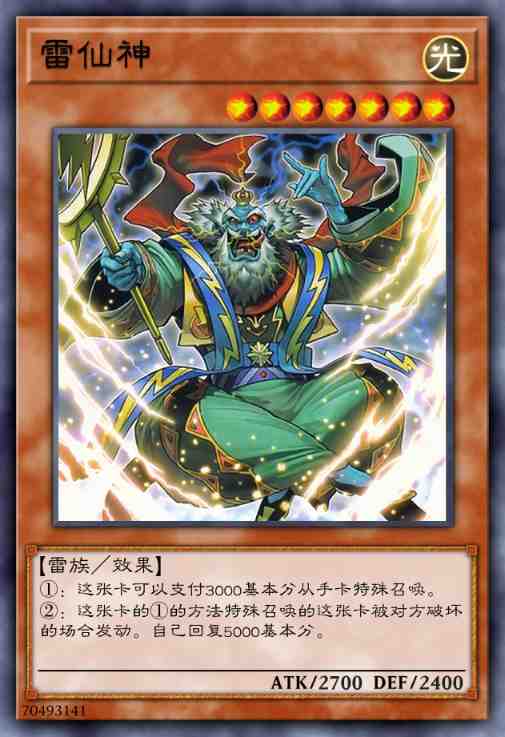 雷仙神
光
【雷族／效果】
①：这张卡可以支付3000基本分从手卡特殊召唤。
②：这张卡的①的方法特殊召唤的这张卡被对方破坏
的场合发动。自己回复5000基本分。
ATK/2700 DEF/2400
70493141